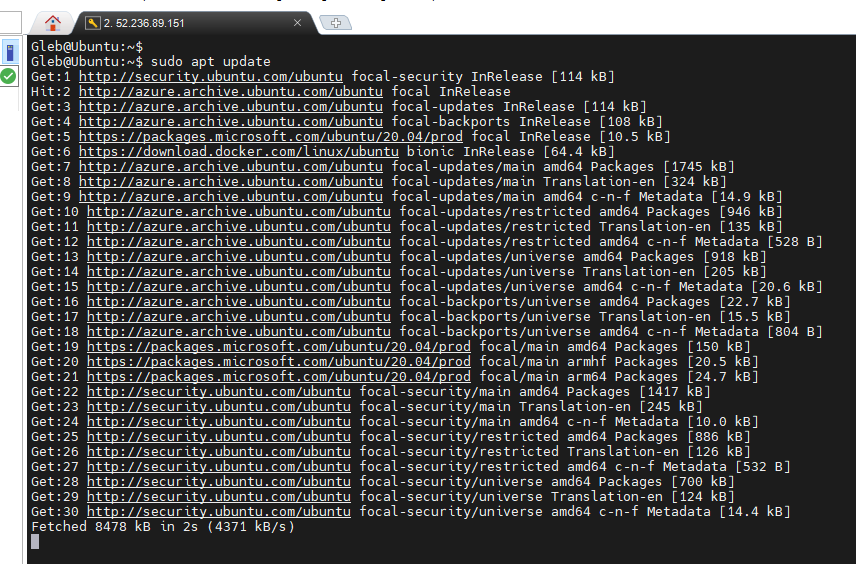 2. 52.236.89.151
Gleb@Ubuntu:~$
Gleb@Ubuntu:~$ sudo apt update
Get:1 http://security.ubuntu.com/ubuntu focal-security InRelease [114 kB]
Hit:2 http://azure.archive.ubuntu.com/ubuntu focal InRelease
Get:3 http://azure.archive.ubuntu.com/ubuntu focal-updates InRelease [114 kB]
Get:4 http://azure.archive.ubuntu.com/ubuntu focal-backports InRelease [108 kB]
Get:5 https://packages.microsoft.com/ubuntu/20.04/prod focal InRelease [10.5 kB]
Get:6 https://download.docker.com/linux/ubuntu bionic InRelease [64.4 kB]
Get:7 http://azure.archive.ubuntu.com/ubuntu focal-updates/main amd64 Packages [1745 kB]
Get:8 http://azure.archive.ubuntu.com/ubuntu focal-updates/main Translation-en [324 kB]
Get:9 http://azure.archive.ubuntu.com/ubuntu focal-updates/main amd64 c-n-f Metadata [14.9 kB]
Get:10 http://azure.archive.ubuntu.com/ubuntu focal-updates/restricted amd64 Packages [946 kB]
Get:11 http://azure.archive.ubuntu.com/ubuntu focal-updates/restricted Translation-en [135 kB]
Get:12 http://azure.archive.ubuntu.com/ubuntu focal-updates/restricted amd64 c-n-f Metadata [528 B]
Get:13 http://azure.archive.ubuntu.com/ubuntu focal-updates/universe amd64 Packages [918 kB]
Get:14 http://azure.archive.ubuntu.com/ubuntu focal-updates/universe Translation-en [205 kB]
Get:15 http://azure.archive.ubuntu.com/ubuntu focal-updates/universe amd64 c-n-f Metadata [20.6 kB]
Get:16 http://azure.archive.ubuntu.com/ubuntu focal-backports/universe amd64 Packages [22.7 kB]
Get:17 http://azure.archive.ubuntu.com/ubuntu focal-backports/universe Translation-en [15.5 kB]
Get:18 http://azure.archive.ubuntu.com/ubuntu focal-backports/universe amd64 c-n-f Metadata [804 B]
Get:19 https://packages.microsoft.com/ubuntu/20.04/prod focal/main amd64 Packages [150 kB]
Get:20 https://packages.microsoft.com/ubuntu/20.04/prod focal/main armhf Packages [20.5 kB]
Get:21 https://packages.microsoft.com/ubuntu/20.04/prod focal/main arm64 Packages [24.7 kB]
Get:22 http://security.ubuntu.com/ubuntu focal-security/main amd64 Packages [1417 kB]
Get:23 http://security.ubuntu.com/ubuntu focal-security/main Translation-en [245 kB]
Get:24 http://security.ubuntu.com/ubuntu focal-security/main amd64 c-n-f Metadata [10.0 kB]
Get:25 http://security.ubuntu.com/ubuntu focal-security/restricted amd64 Packages [886 kB]
Get:26 http://security.ubuntu.com/ubuntu focal-security/restricted Translation-en [126 kB]
Get:27 http://security.ubuntu.com/ubuntu focal-security/restricted amd64 c-n-f Metadata [532 B]
Get:28 http://security.ubuntu.com/ubuntu focal-security/universe amd64 Packages [700 kB]
Get:29 http://security.ubuntu.com/ubuntu focal-security/universe Translation-en [124 kB]
Get:30 http://security.ubuntu.com/ubuntu focal-security/universe amd64 c-n-f Metadata [14.4 kB]
Fetched 8478 kB in 2s (4371 kB/s)